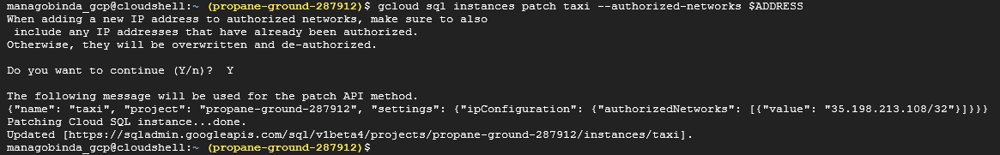 managobinda_gcp@cloudshell:~ (propane-ground-287912)$ gcloud sql instances patch taxi --authorized-networks $ADDRESS
When adding a new IP address to authorized networks, make sure to also
 include any IP addresses that have already been authorized.
Otherwise, they will be overwritten and de-authorized.
Do you want to continue (Y/n)?  Y
The following message will be used for the patch API method.
{"name": "taxi", "project": "propane-ground-287912", "settings": {"ipConfiguration": {"authorizedNetworks": [{"value": "35.198.213.108/32"}]}}}
Patching Cloud SQL instance...done.
Updated [https://sqladmin.googleapis.com/sql/v1beta4/projects/propane-ground-287912/instances/taxi].
managobinda_gcp@cloudshell:~ (propane-ground-287912)$